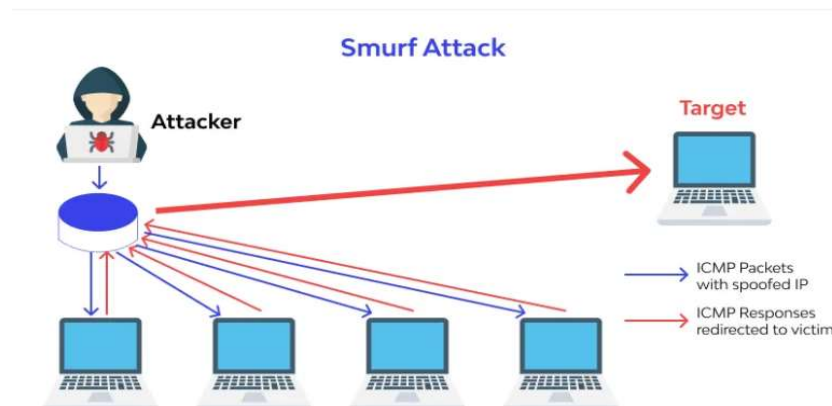 Smurf Attack
Attacker
Target
ICMP Packets
with spoofed IP
ICMP Responses
redirected to victim